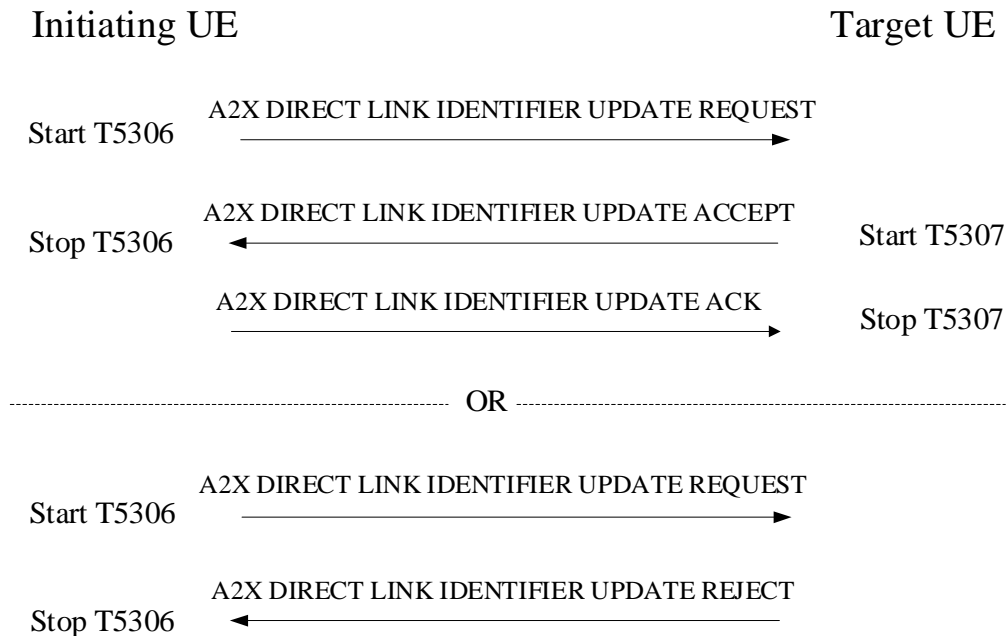 Initiating UE
Target UE
A2X DIRECT LINK IDENTIFIER UPDATE REQUEST
Start T5306
A2X DIRECT LINK IDENTIFIER UPDATE ACCEPT
Stop T5306
Start T5307
A2X DIRECT LINK IDENTIFIER UPDATE ACK
Stop T5307
OR
A2X DIRECT LINK IDENTIFIER UPDATE REQUEST
Start T5306
A2X DIRECT LINK IDENTIFIER UPDATE REJECT
Stop T5306